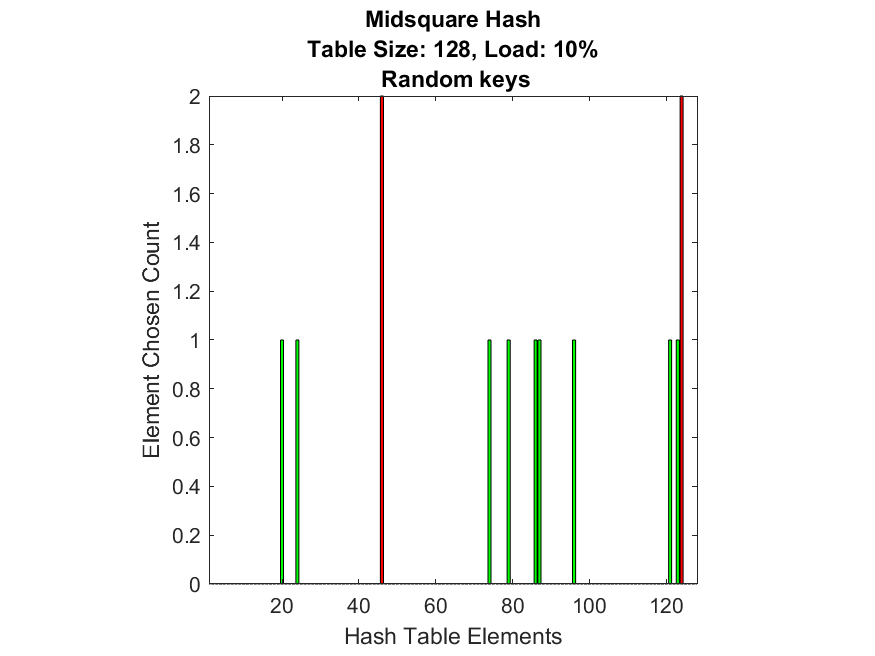 Midsquare Hash
Table Size: 128, Load: 10%
Random keys
2
1.8
1.6
1.4
1.2
1
0.8
0.6
0.4
0.2
0
Element Chosen Count
20 40 60 80 100 120
Hash Table Elements